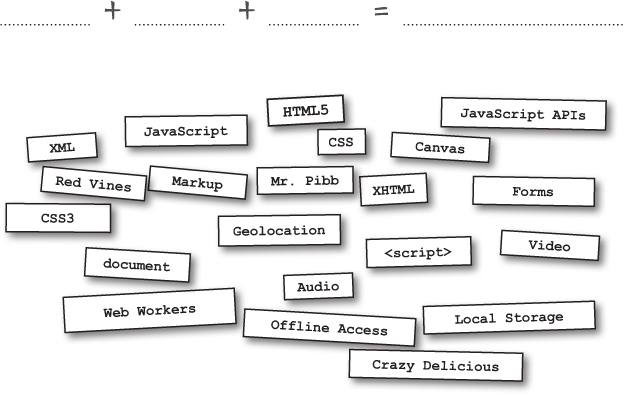 + + =
HTML5
JavaScript APIs
JavaScript
CSS
XML
Canvas
Red Vines
Markup
Mr. Pibb
XHTML
Forms
CSS3
Geolocation
<script>
Video
document
Audio
Web Workers
Offline Access
Local Storage
Crazy Delicious